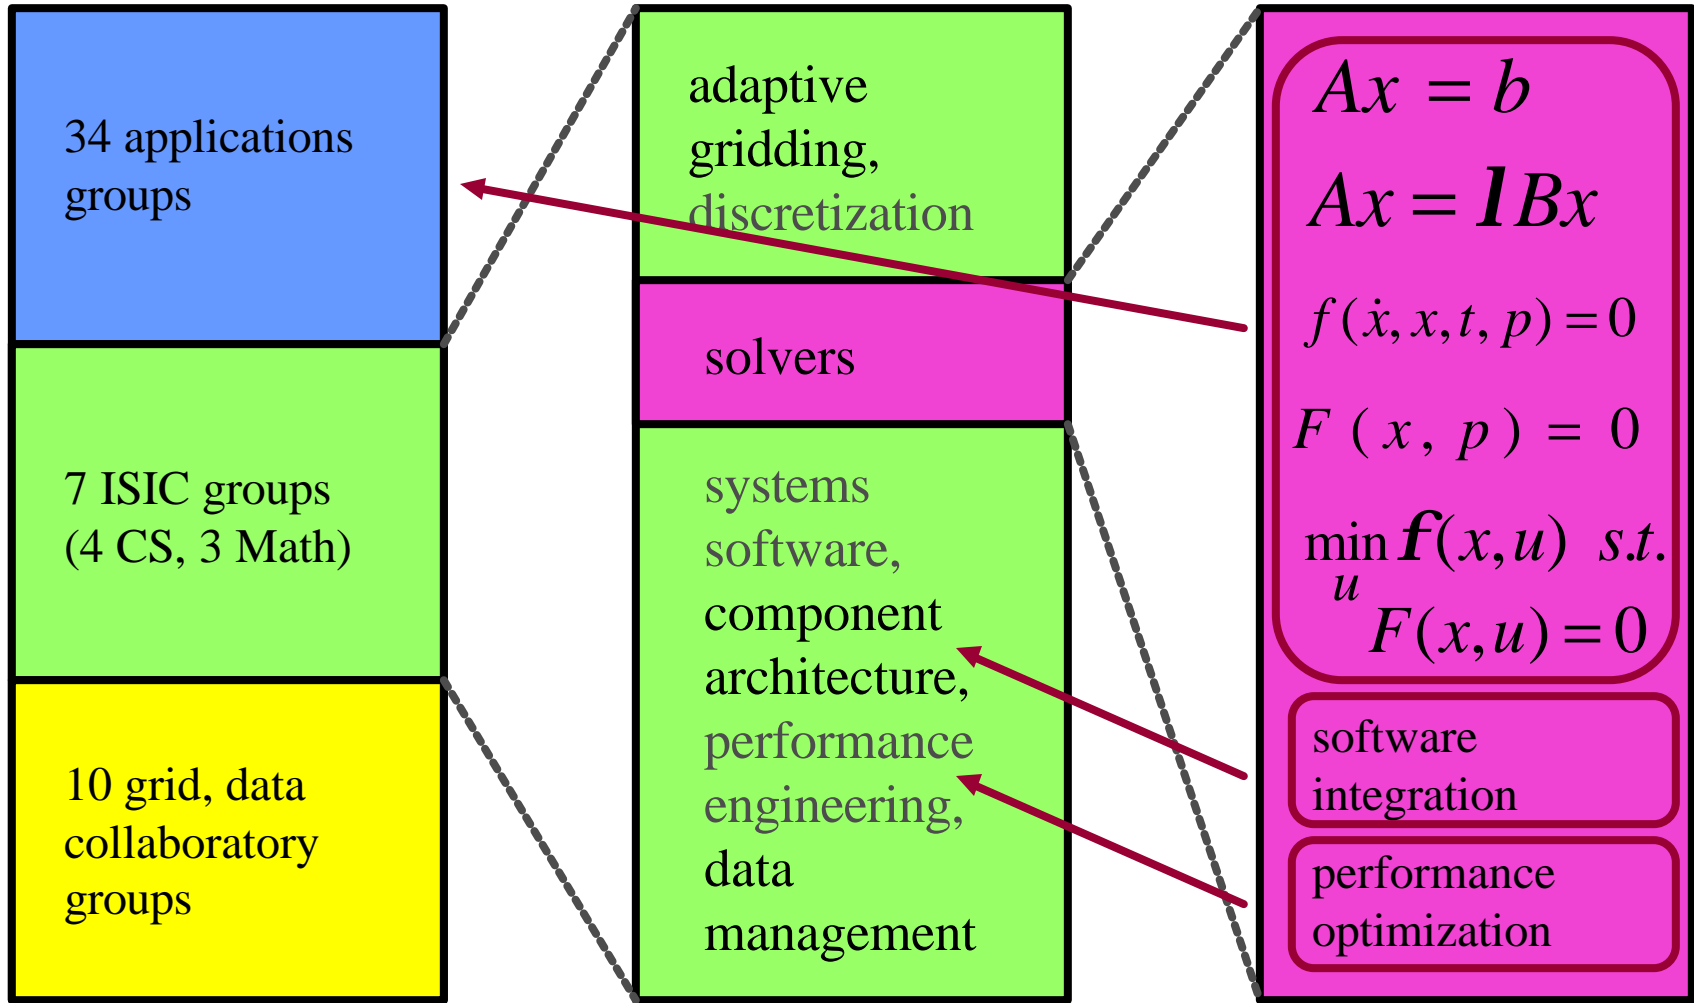 34 applications
groups
7 ISIC groups
(4 CS, 3 Math)
10 grid, data
collaboratory
groups
adaptive
gridding,
discretization
solvers
systems
software,
component
architecture,
performance
engineering,
data
management
Ax = b
Ax = lBx
f(ẋ, x, t, p) = 0
F(x, p) = 0
min f(x,u) s.t.
u
F(x,u) = 0
software
integration
performance
optimization